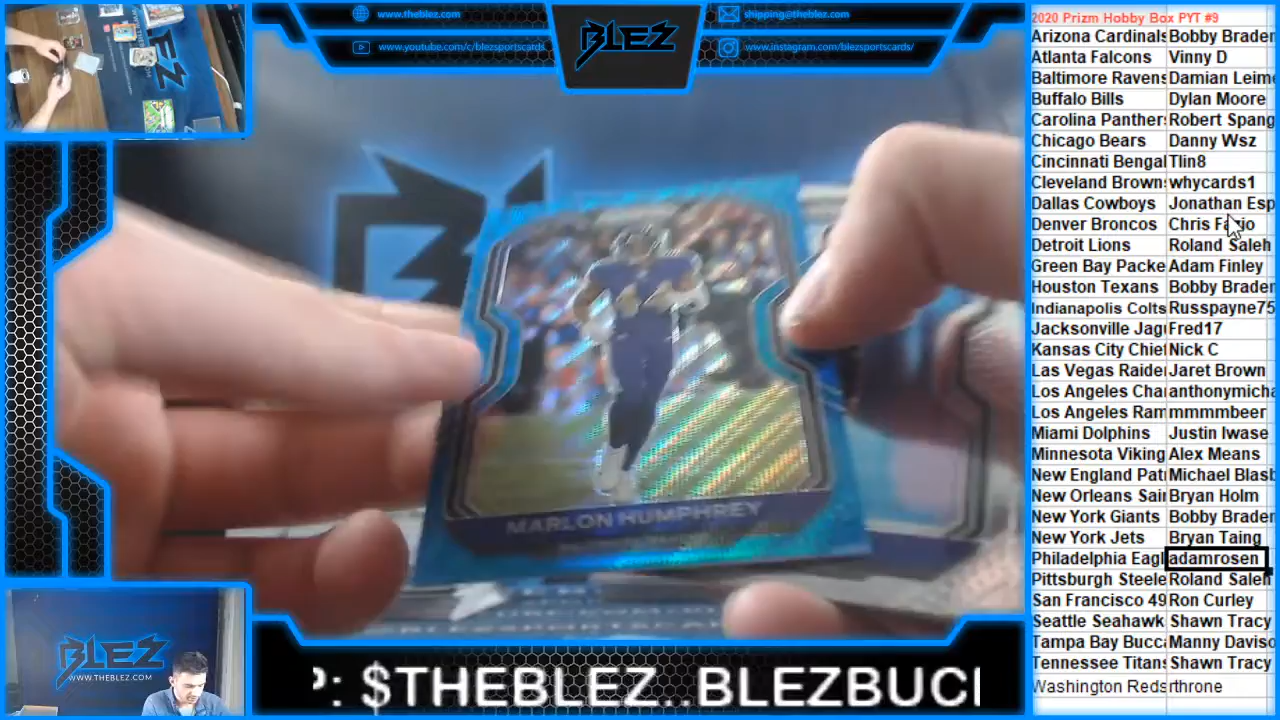 www.theblez.com
shipping@theblez.com
www.youtube.com/c/blezsportscards
www.instagram.com/blezsportscards/
BLEZ
MARLON HUMPHREY
BLEZ
WWW.THEBLEZ.COM
P: $THEBLEZ..BLEZBUC
2020 Prizm Hobby Box PYT #9
Arizona Cardinals Bobby Brader
Atlanta Falcons Vinny D
Baltimore Ravens Damian Leim
Buffalo Bills Dylan Moore
Carolina Panthers Robert Spang
Chicago Bears Danny Wsz
Cincinnati Bengal Tlin8
Cleveland Browns whycards1
Dallas Cowboys Jonathan Esp
Denver Broncos Chris
Detroit Lions Roland Saleh
Green Bay Packe Adam Finley
Houston Texans Bobby Brader
Indianapolis Colts Russpayne75
Jacksonville Jag Fred17
Kansas City Chief Nick C
Las Vegas Raide Jaret Brown
Los Angeles Cha anthonymicha
Los Angeles Ram mmmmbeer
Miami Dolphins Justin Iwase
Minnesota Viking Alex Means
New England Pat Michael Blasb
New Orleans Sai Bryan Holm
New York Giants Bobby Brader
New York Jets Bryan Taing
Philadelphia Eagl adamrosen
Pittsburgh Steele Roland Saleh
San Francisco 49 Ron Curley
Seattle Seahawk Shawn Tracy
Tampa Bay Bucc Manny Daviso
Tennessee Titans Shawn Tracy
Washington Reds rthrone